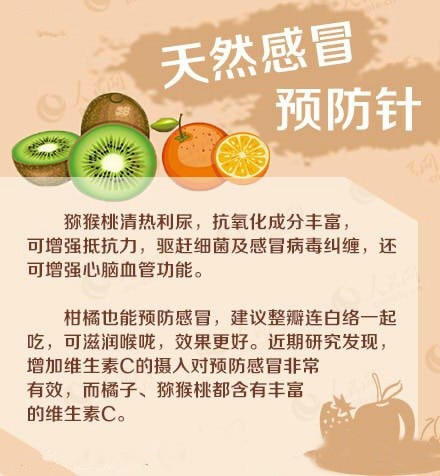 天然感冒
预防针
猕猴桃清热利尿，抗氧化成分丰富，
可增强抵抗力，驱赶细菌及感冒病毒纠缠，还
可增强心脑血管功能。
柑橘也能预防感冒，建议整瓣连白络一起
吃，可滋润喉咙，效果更好。近期研究发现，
增加维生素C的摄入对预防感冒非常
有效，而橘子、猕猴桃都含有丰富
的维生素C。